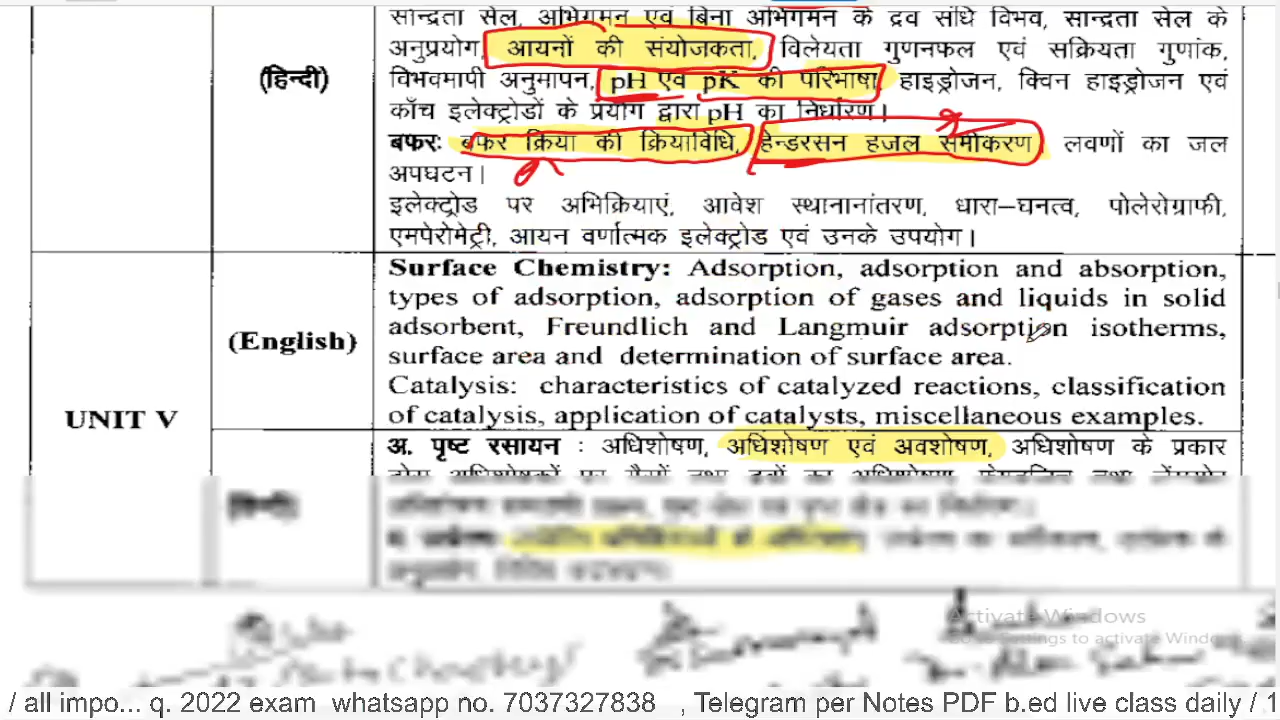 सान्द्रता सेल, अभिगमन एवं बिना अभिगमन के द्रव संधि विभव, सान्द्रता सेल के
अनुप्रयोग आयनों की संयोजकता, विलेयता गुणनफल एवं सक्रियता गुणांक,
(हिन्दी)
विभवमापी अनुमापन, pH एवं pK की परिभाषा, हाइड्रोजन, क्विन हाइड्रोजन एवं
काँच इलेक्ट्रोडों के प्रयोग द्वारा pH का निर्धारण।
बफरः बफर क्रिया की क्रियाविधि, हेन्डरसन हजल समीकरण, लवणों का जल
अपघटन।
इलेक्ट्रोड पर अभिक्रियाएं, आवेश स्थानानांतरण, धारा–घनत्व, पोलेरोग्राफी,
एमपेरोमेट्री, आयन वर्णात्मक इलेक्ट्रोड एवं उनके उपयोग।
UNIT V
(English)
Surface Chemistry: Adsorption, adsorption and absorption,
types of adsorption, adsorption of gases and liquids in solid
adsorbent, Freundlich and Langmuir adsorption isotherms,
surface area and determination of surface area.
Catalysis: characteristics of catalyzed reactions, classification
of catalysis, application of catalysts, miscellaneous examples.
अ. पृष्ट रसायन : अधिशोषण, अधिशोषण एवं अवशोषण, अधिशोषण के प्रकार
Activate Windows
/ all impo... q. 2022 exam whatsapp no. 7037327838 , Telegram per Notes PDF b.ed live class daily / 1